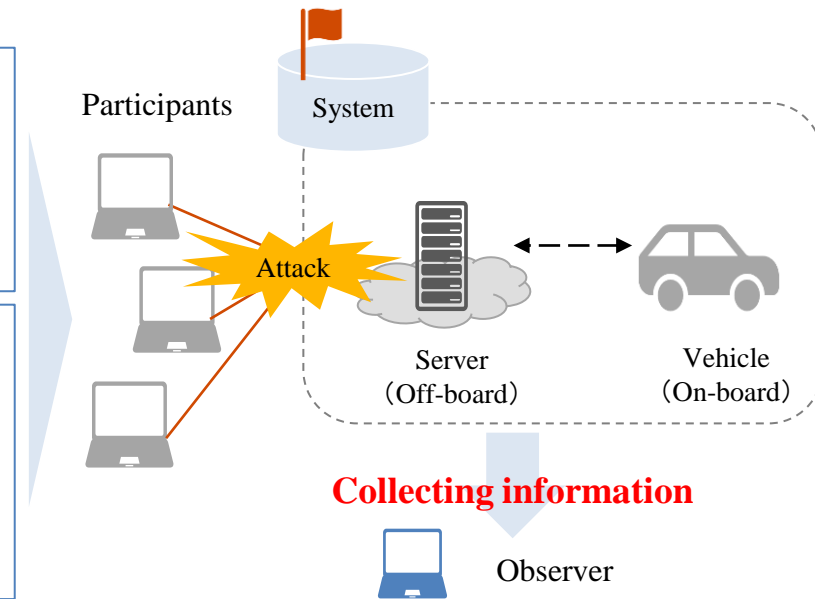 Participants
System
Attack
Server
（Off-board）
Vehicle
（On-board）
Collecting information
Observer